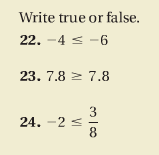 Write true or false.
22. −4 ≤ −6
23. 7.8 ≥ 7.8
24. −2 ≤ 3/8